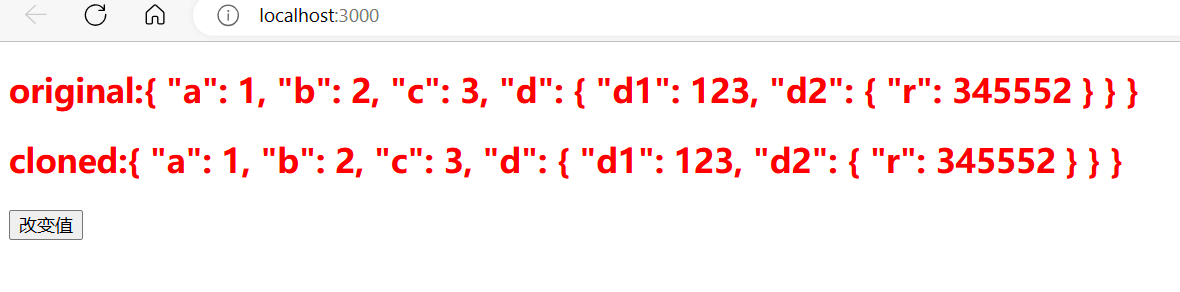 localhost:3000
original:{ "a": 1, "b": 2, "c": 3, "d": { "d1": 123, "d2": { "r": 345552 } } }
cloned:{ "a": 1, "b": 2, "c": 3, "d": { "d1": 123, "d2": { "r": 345552 } } }
改变值